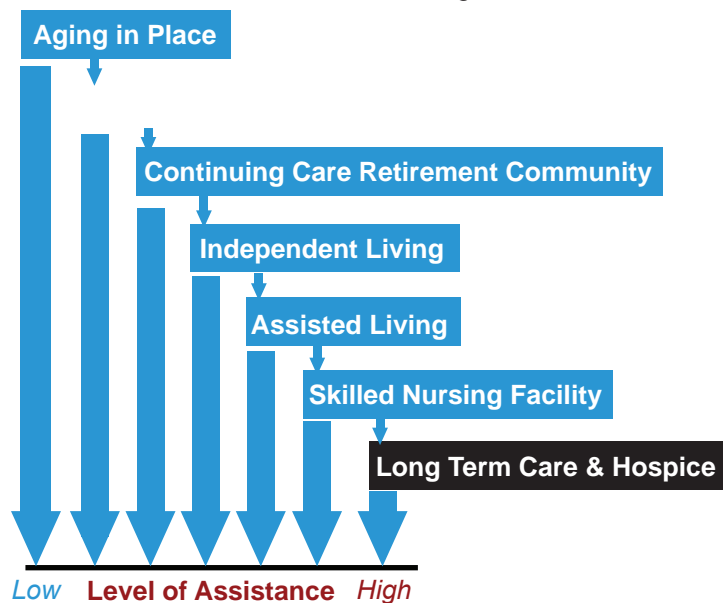 Aging in Place
Continuing Care Retirement Community
Independent Living
Assisted Living
Skilled Nursing Facility
Long Term Care & Hospice
Low Level of Assistance High